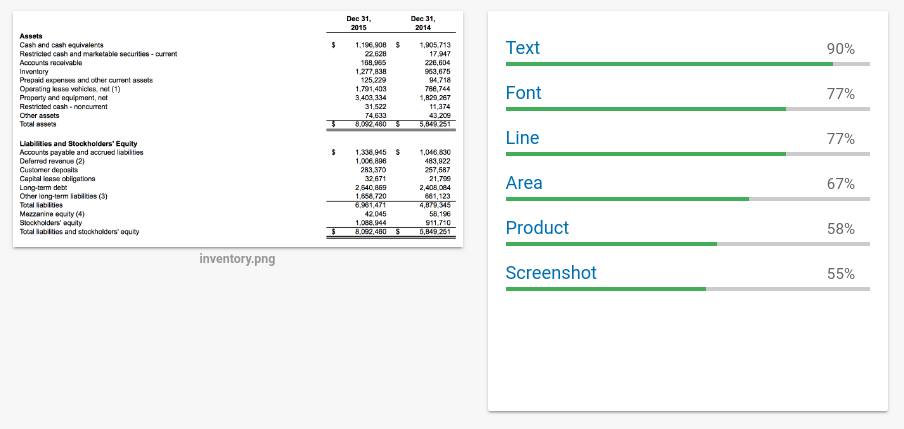 Dec 31, Dec 31,
2015 2014
Assets
Cash and cash equivalents $ 1,196,908 $ 1,905,713
Restricted cash and marketable securities - current 22,628 17,947
Accounts receivable 168,965 226,604
Inventory 1,277,838 953,675
Prepaid expenses and other current assets 125,229 94,718
Operating lease vehicles, net (1) 1,791,403 766,744
Property and equipment, net 3,403,334 1,829,267
Restricted cash - noncurrent 31,522 11,374
Other assets 74,633 43,209
Total assets $ 8,092,460 $ 5,849,251
Liabilities and Stockholders' Equity
Accounts payable and accrued liabilities $ 1,338,945 $ 1,046,830
Deferred revenue (2) 1,006,896 483,922
Customer deposits 283,370 257,587
Capital lease obligations 32,671 21,799
Long-term debt 2,640,869 2,408,084
Other long-term liabilities (3) 1,658,720 661,123
Total liabilities 6,961,471 4,879,345
Mezzanine equity (4) 42,045 58,196
Stockholders' equity 1,088,944 911,710
Total liabilities and stockholders' equity $ 8,092,460 $ 5,849,251
inventory.png
Text 90%
Font 77%
Line 77%
Area 67%
Product 58%
Screenshot 55%